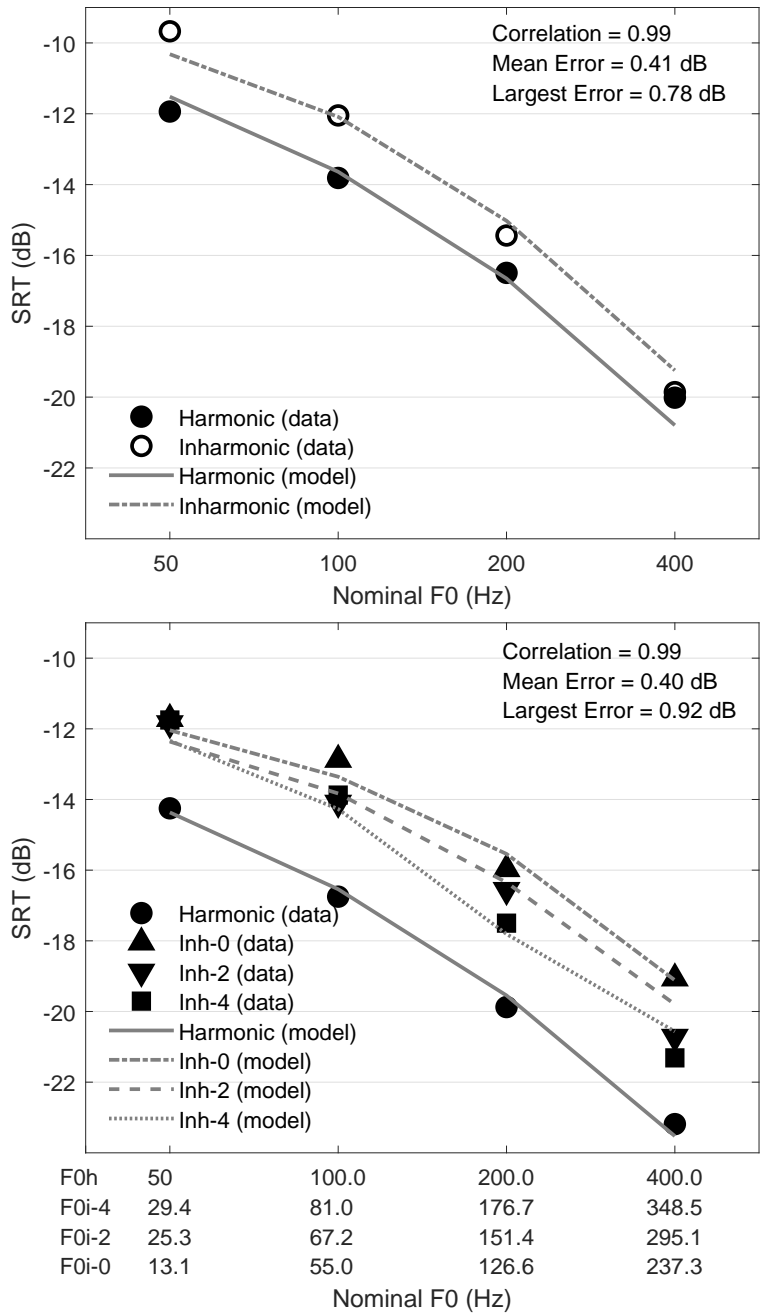 Correlation = 0.99
Mean Error = 0.41 dB
Largest Error = 0.78 dB
-10
-12
-14
-16
-18
-20
-22
SRT (dB)
Harmonic (data)
Inharmonic (data)
Harmonic (model)
Inharmonic (model)
50 100 200 400
Nominal F0 (Hz)
Correlation = 0.99
Mean Error = 0.40 dB
Largest Error = 0.92 dB
-10
-12
-14
-16
-18
-20
-22
SRT (dB)
Harmonic (data)
Inh-0 (data)
Inh-2 (data)
Inh-4 (data)
Harmonic (model)
Inh-0 (model)
Inh-2 (model)
Inh-4 (model)
F0h 50 100.0 200.0 400.0
F0i-4 29.4 81.0 176.7 348.5
F0i-2 25.3 67.2 151.4 295.1
F0i-0 13.1 55.0 126.6 237.3
Nominal F0 (Hz)